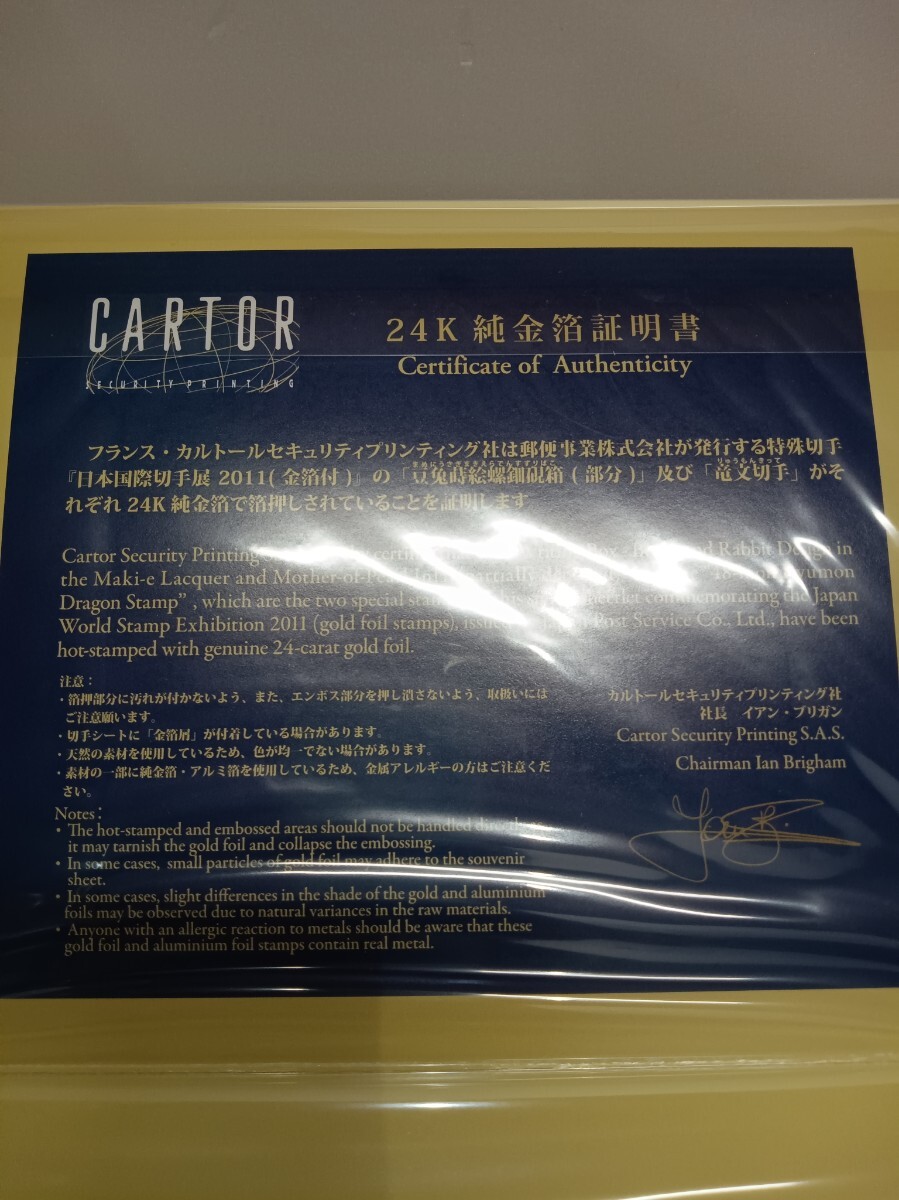 CARTOR
SECURITY PRINTING
24K 純金箔証明書
Certificate of Authenticity
フランス・カルトールセキュリティプリンティング社は郵便事業株式会社が発行する特殊切手
『日本国際切手展 2011(金箔付)』の「豆兎蒔絵螺鈿硯箱(部分)」及び「竜文切手」がそ
れぞれ 24K 純金箔で箔押しされていることを証明します
Cartor Security Printing and Rabbit Design in
the Maki-e Lacquer and Mother-of-Pearl
Dragon Stamp", which are the two special commemorating the Japan
World Stamp Exhibition 2011 (gold foil stamps), Post Service Co., Ltd., have been
hot-stamped with genuine 24-carat gold foil.
注意：
・箔押部分に汚れが付かないよう、また、エンボス部分を押し潰さないよう、取扱いには
ご注意願います。
・切手シートに「金箔屑」が付着している場合があります。
・天然の素材を使用しているため、色が均一でない場合があります。
・素材の一部に純金箔・アルミ箔を使用しているため、金属アレルギーの方はご注意くだ
さい。
カルトールセキュリティプリンティング社
社長 イアン・ブリガン
Cartor Security Printing S.A.S.
Chairman Ian Brigham
Notes：
・The hot-stamped and embossed areas should not be handled
it may tarnish the gold foil and collapse the embossing.
・In some cases, small particles of gold foil may adhere to the souvenir
sheet.
・In some cases, slight differences in the shade of the gold and aluminium
foils may be observed due to natural variances in the raw materials.
・Anyone with an allergic reaction to metals should be aware that these
gold foil and aluminium foil stamps contain real metal.